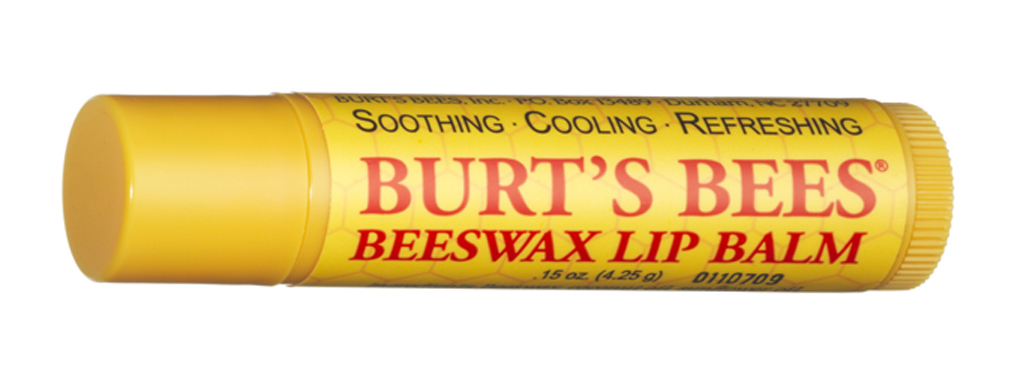 BURT'S BEES, Inc. · P.O. Box 13489 · Durham, NC 27709
SOOTHING · COOLING · REFRESHING
BURT'S BEES®
BEESWAX LIP BALM
.15 oz. (4.25 g) 0110709